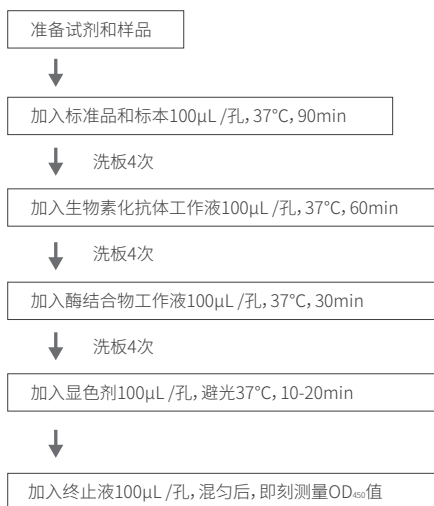 准备试剂和样品
加入标准品和标本100μL /孔，37°C，90min
洗板4次
加入生物素化抗体工作液100μL /孔，37°C，60min
洗板4次
加入酶结合物工作液100μL /孔，37°C，30min
洗板4次
加入显色剂100μL /孔，避光37°C，10-20min
加入终止液100μL /孔，混匀后，即刻测量OD₄₅₀值